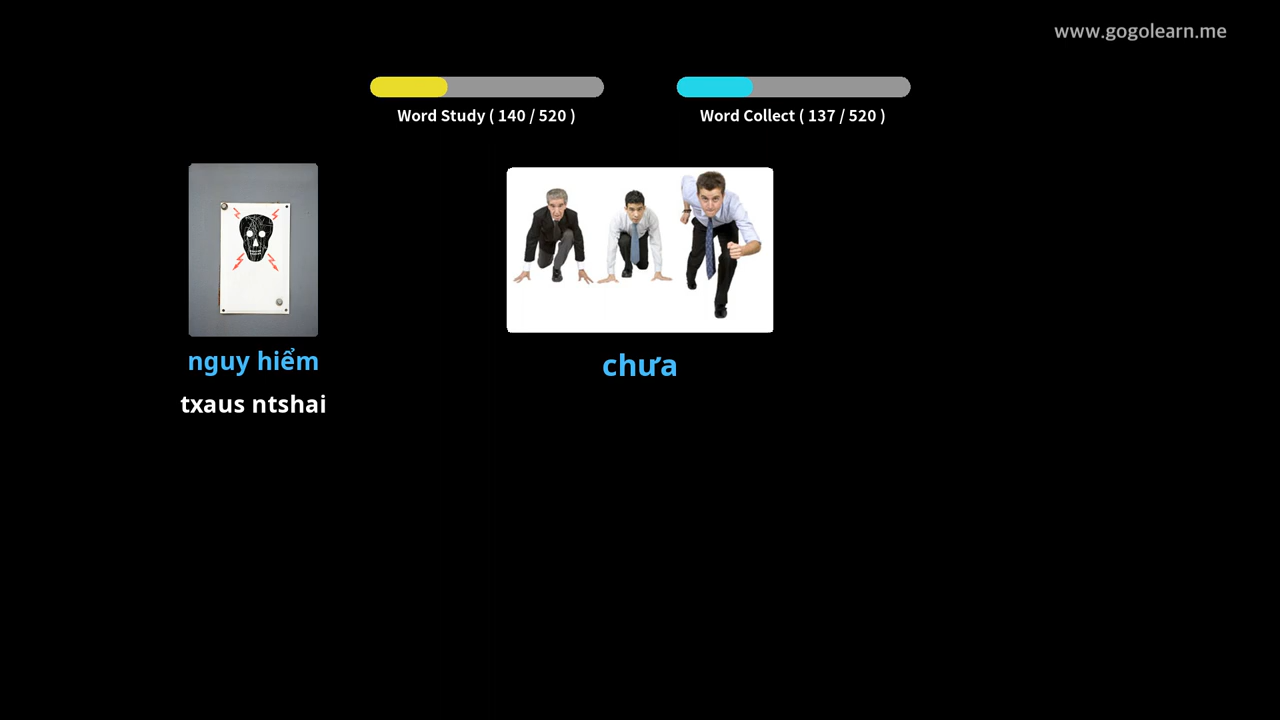 www.gogolearn.me
Word Study ( 140 / 520 )
Word Collect ( 137 / 520 )
nguy hiểm
txaus ntshai
chưa